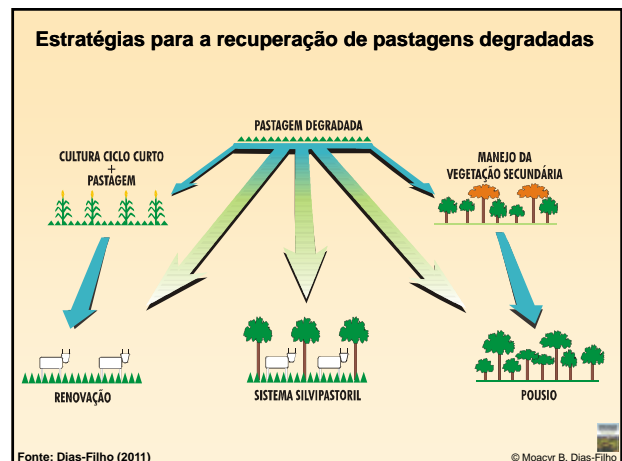 Estratégias para a recuperação de pastagens degradadas
PASTAGEM DEGRADADA
CULTURA CICLO CURTO
+
PASTAGEM
MANEJO DA
VEGETAÇÃO SECUNDÁRIA
RENOVAÇÃO
SISTEMA SILVIPASTORIL
POUSIO
Fonte: Dias-Filho (2011)
© Moacyr B. Dias-Filho